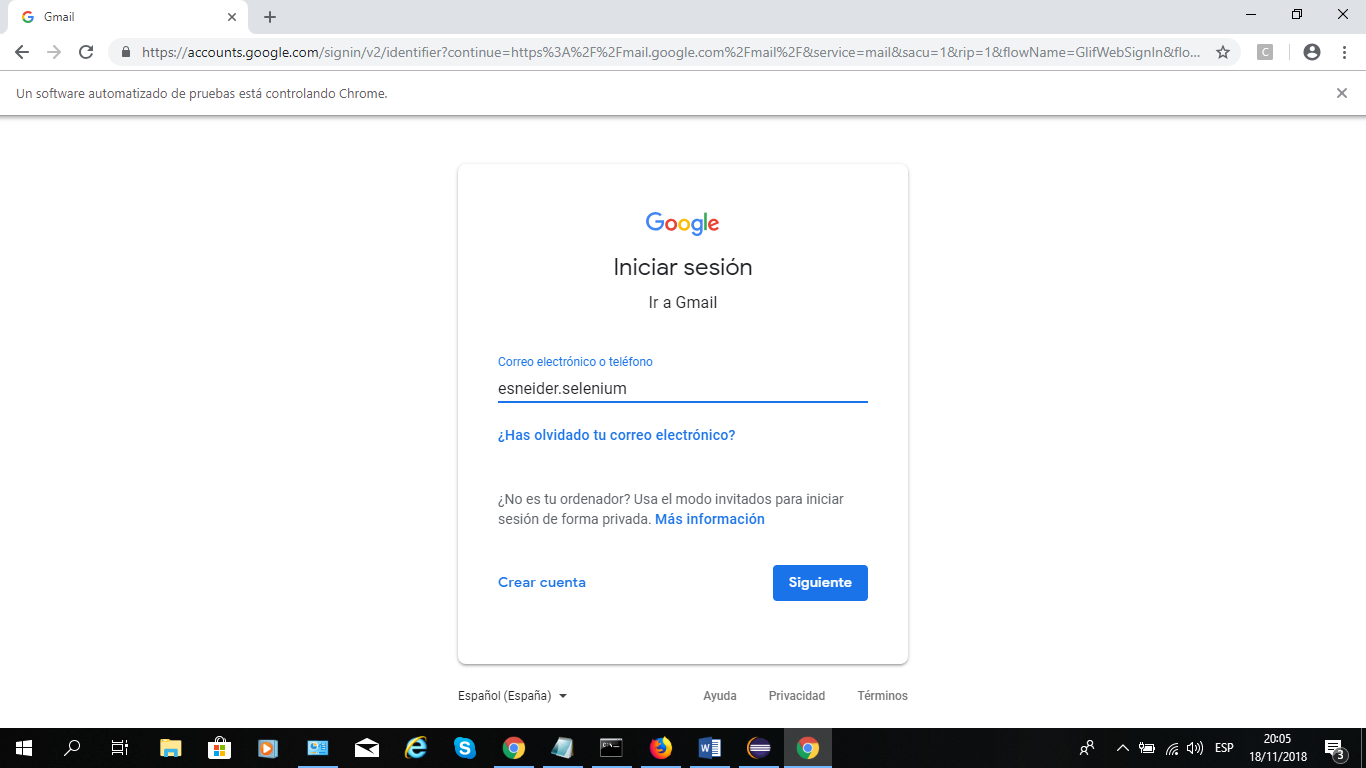 Gmail
https://accounts.google.com/signin/v2/identifier?continue=https%3A%2F%2Fmail.google.com%2Fmail%2F&service=mail&sacu=1&rip=1&flowName=GlifWebSignIn&flo...
C
Un software automatizado de pruebas está controlando Chrome.
Google
Iniciar sesión
Ir a Gmail
Correo electrónico o teléfono
esneider.selenium
¿Has olvidado tu correo electrónico?
¿No es tu ordenador? Usa el modo invitados para iniciar
sesión de forma privada. Más información
Crear cuenta
Siguiente
Español (España)
Ayuda
Privacidad
Términos
ESP
20:05
18/11/2018
3